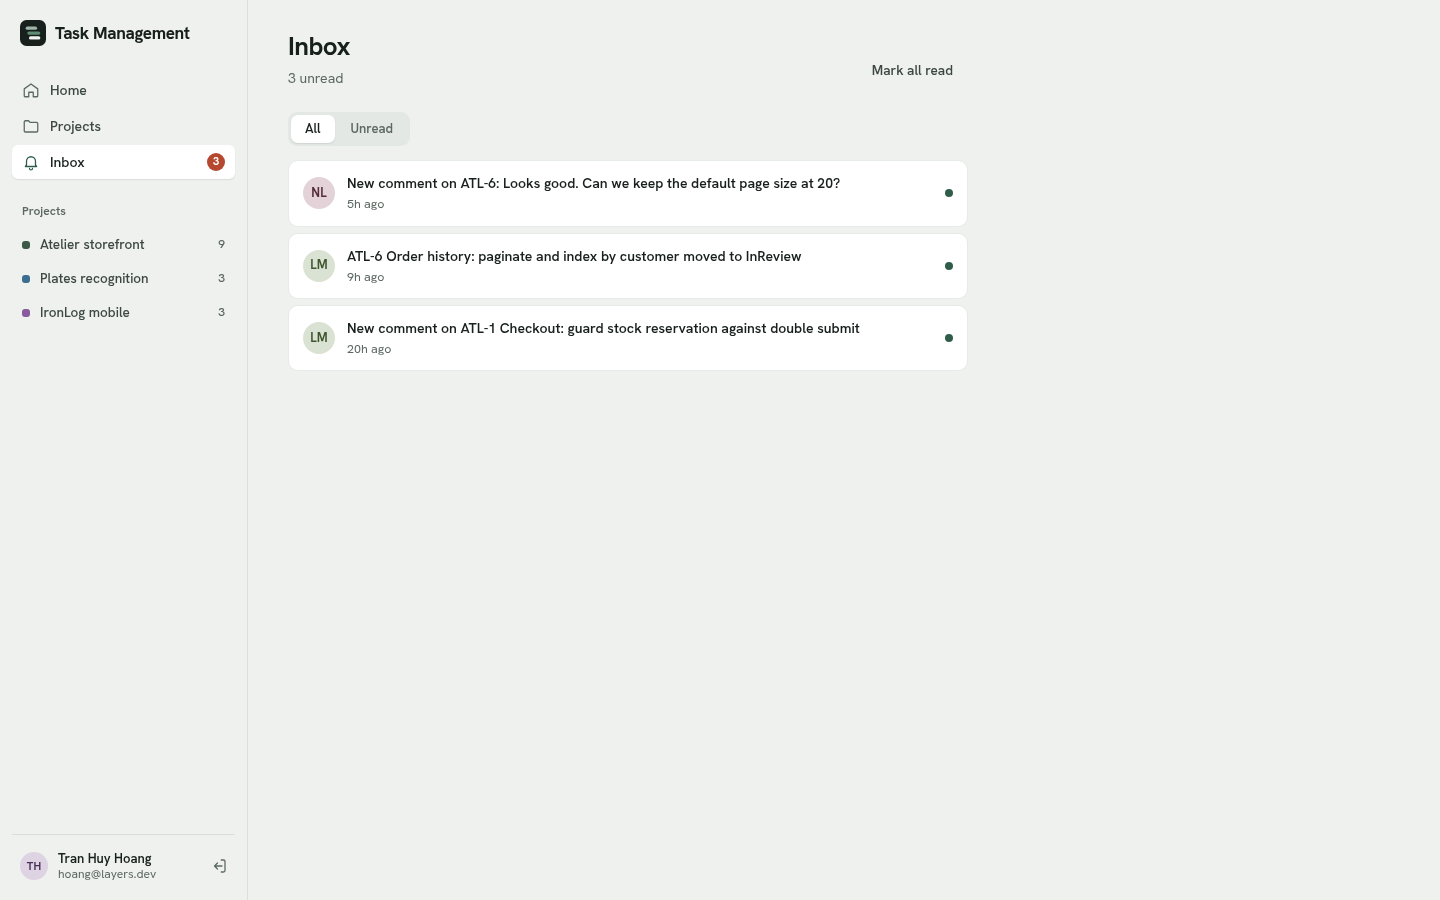 Task Management
Home
Projects
Inbox
3
Projects
Atelier storefront 9
Plates recognition 3
IronLog mobile 3
TH
Tran Huy Hoang
hoang@layers.dev
Inbox
3 unread
Mark all read
All
Unread
NL
New comment on ATL-6: Looks good. Can we keep the default page size at 20?
5h ago
LM
ATL-6 Order history: paginate and index by customer moved to InReview
9h ago
LM
New comment on ATL-1 Checkout: guard stock reservation against double submit
20h ago